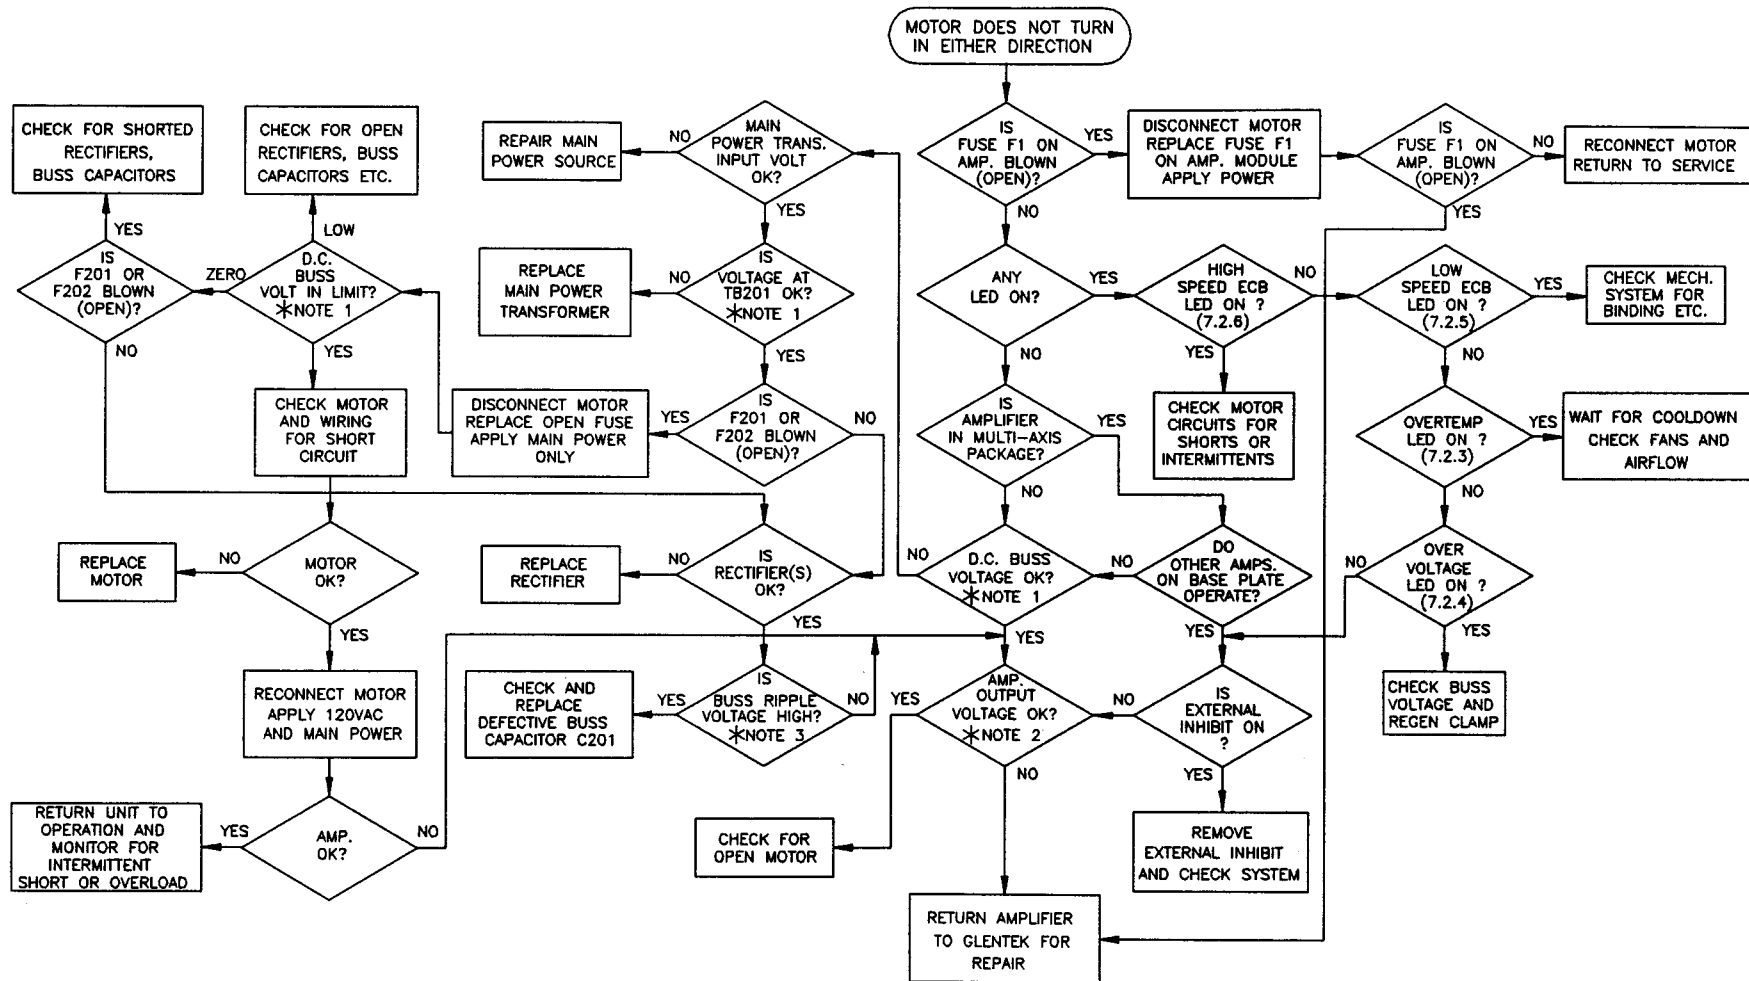 MOTOR DOES NOT TURN
IN EITHER DIRECTION
CHECK FOR SHORTED
RECTIFIERS,
BUSS CAPACITORS
CHECK FOR OPEN
RECTIFIERS, BUSS
CAPACITORS ETC.
REPAIR MAIN
POWER SOURCE
NO
MAIN
POWER TRANS.
INPUT VOLT
OK?
YES
IS
FUSE F1 ON
AMP. BLOWN
(OPEN)?
YES
NO
DISCONNECT MOTOR
REPLACE FUSE F1
ON AMP. MODULE
APPLY POWER
IS
FUSE F1 ON
AMP. BLOWN
(OPEN)?
NO
YES
RECONNECT MOTOR
RETURN TO SERVICE
YES
IS
F201 OR
F202 BLOWN
(OPEN)?
NO
ZERO
LOW
D.C.
BUSS
VOLT IN LIMIT?
*NOTE 1
YES
REPLACE
MAIN POWER
TRANSFORMER
NO
IS
VOLTAGE AT
TB201 OK?
*NOTE 1
YES
ANY
LED ON?
YES
NO
HIGH
SPEED ECB
LED ON ?
(7.2.6)
NO
YES
LOW
SPEED ECB
LED ON ?
(7.2.5)
YES
NO
CHECK MECH.
SYSTEM FOR
BINDING ETC.
CHECK MOTOR
AND WIRING
FOR SHORT
CIRCUIT
DISCONNECT MOTOR
REPLACE OPEN FUSE
APPLY MAIN POWER
ONLY
YES
IS
F201 OR
F202 BLOWN
(OPEN)?
NO
IS
AMPLIFIER
IN MULTI-AXIS
PACKAGE?
YES
NO
CHECK MOTOR
CIRCUITS FOR
SHORTS OR
INTERMITTENTS
OVERTEMP
LED ON ?
(7.2.3)
YES
NO
WAIT FOR COOLDOWN
CHECK FANS AND
AIRFLOW
REPLACE
MOTOR
NO
MOTOR
OK?
YES
REPLACE
RECTIFIER
NO
IS
RECTIFIER(S)
OK?
YES
NO
D.C. BUSS
VOLTAGE OK?
*NOTE 1
YES
NO
DO
OTHER AMPS.
ON BASE PLATE
OPERATE?
YES
NO
OVER
VOLTAGE
LED ON ?
(7.2.4)
YES
RECONNECT MOTOR
APPLY 120VAC
AND MAIN POWER
CHECK AND
REPLACE
DEFECTIVE BUSS
CAPACITOR C201
YES
IS
BUSS RIPPLE
VOLTAGE HIGH?
*NOTE 3
NO
YES
AMP.
OUTPUT
VOLTAGE OK?
*NOTE 2
NO
NO
IS
EXTERNAL
INHIBIT ON
?
YES
CHECK BUSS
VOLTAGE AND
REGEN CLAMP
RETURN UNIT TO
OPERATION AND
MONITOR FOR
INTERMITTENT
SHORT OR OVERLOAD
YES
AMP.
OK?
NO
CHECK FOR
OPEN MOTOR
REMOVE
EXTERNAL INHIBIT
AND CHECK SYSTEM
RETURN AMPLIFIER
TO GLENTEK FOR
REPAIR